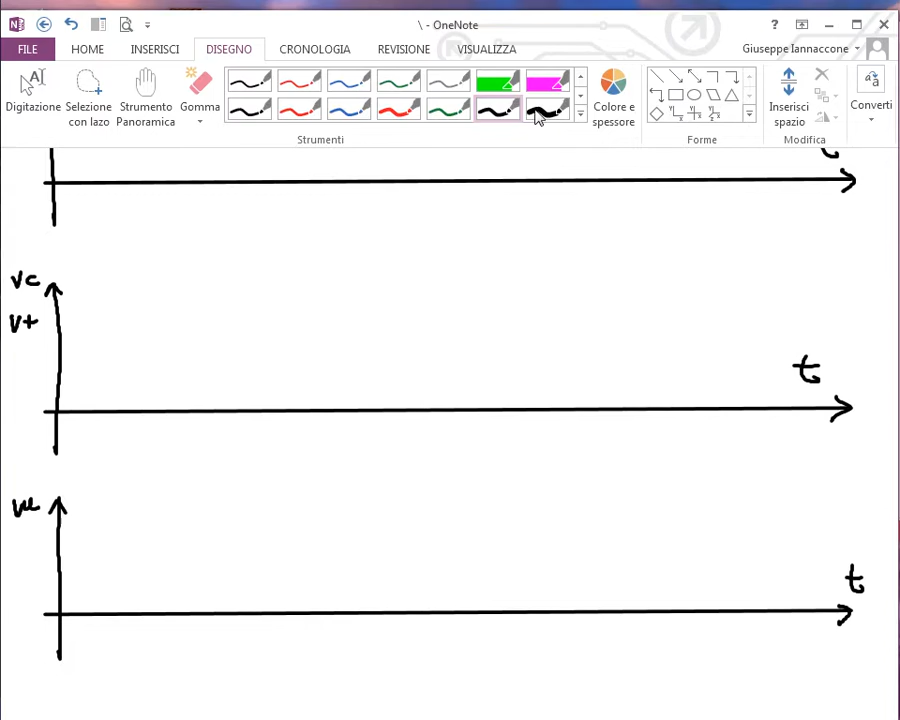 \ - OneNote
?
FILE HOME INSERISCI DISEGNO CRONOLOGIA REVISIONE VISUALIZZA Giuseppe Iannaccone
Digitazione
Selezione con lazo
Strumento Panoramica
Gomma
Strumenti
Colore e spessore
Forme
Inserisci spazio
Modifica
Converti
vc
v+
t
vu
t